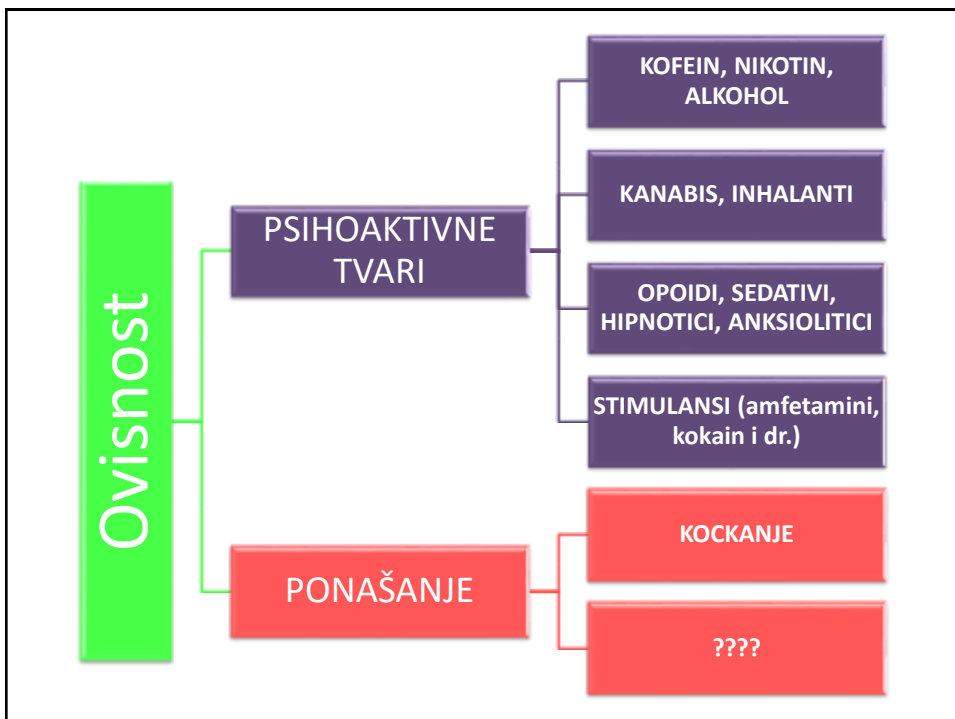 Ovisnost
PSIHOAKTIVNE
TVARI
KOFEIN, NIKOTIN,
ALKOHOL
KANABIS, INHALANTI
OPOIDI, SEDATIVI,
HIPNOTICI, ANKSIOLITICI
STIMULANSI (amfetamini,
kokain i dr.)
PONAŠANJE
KOCKANJE
????